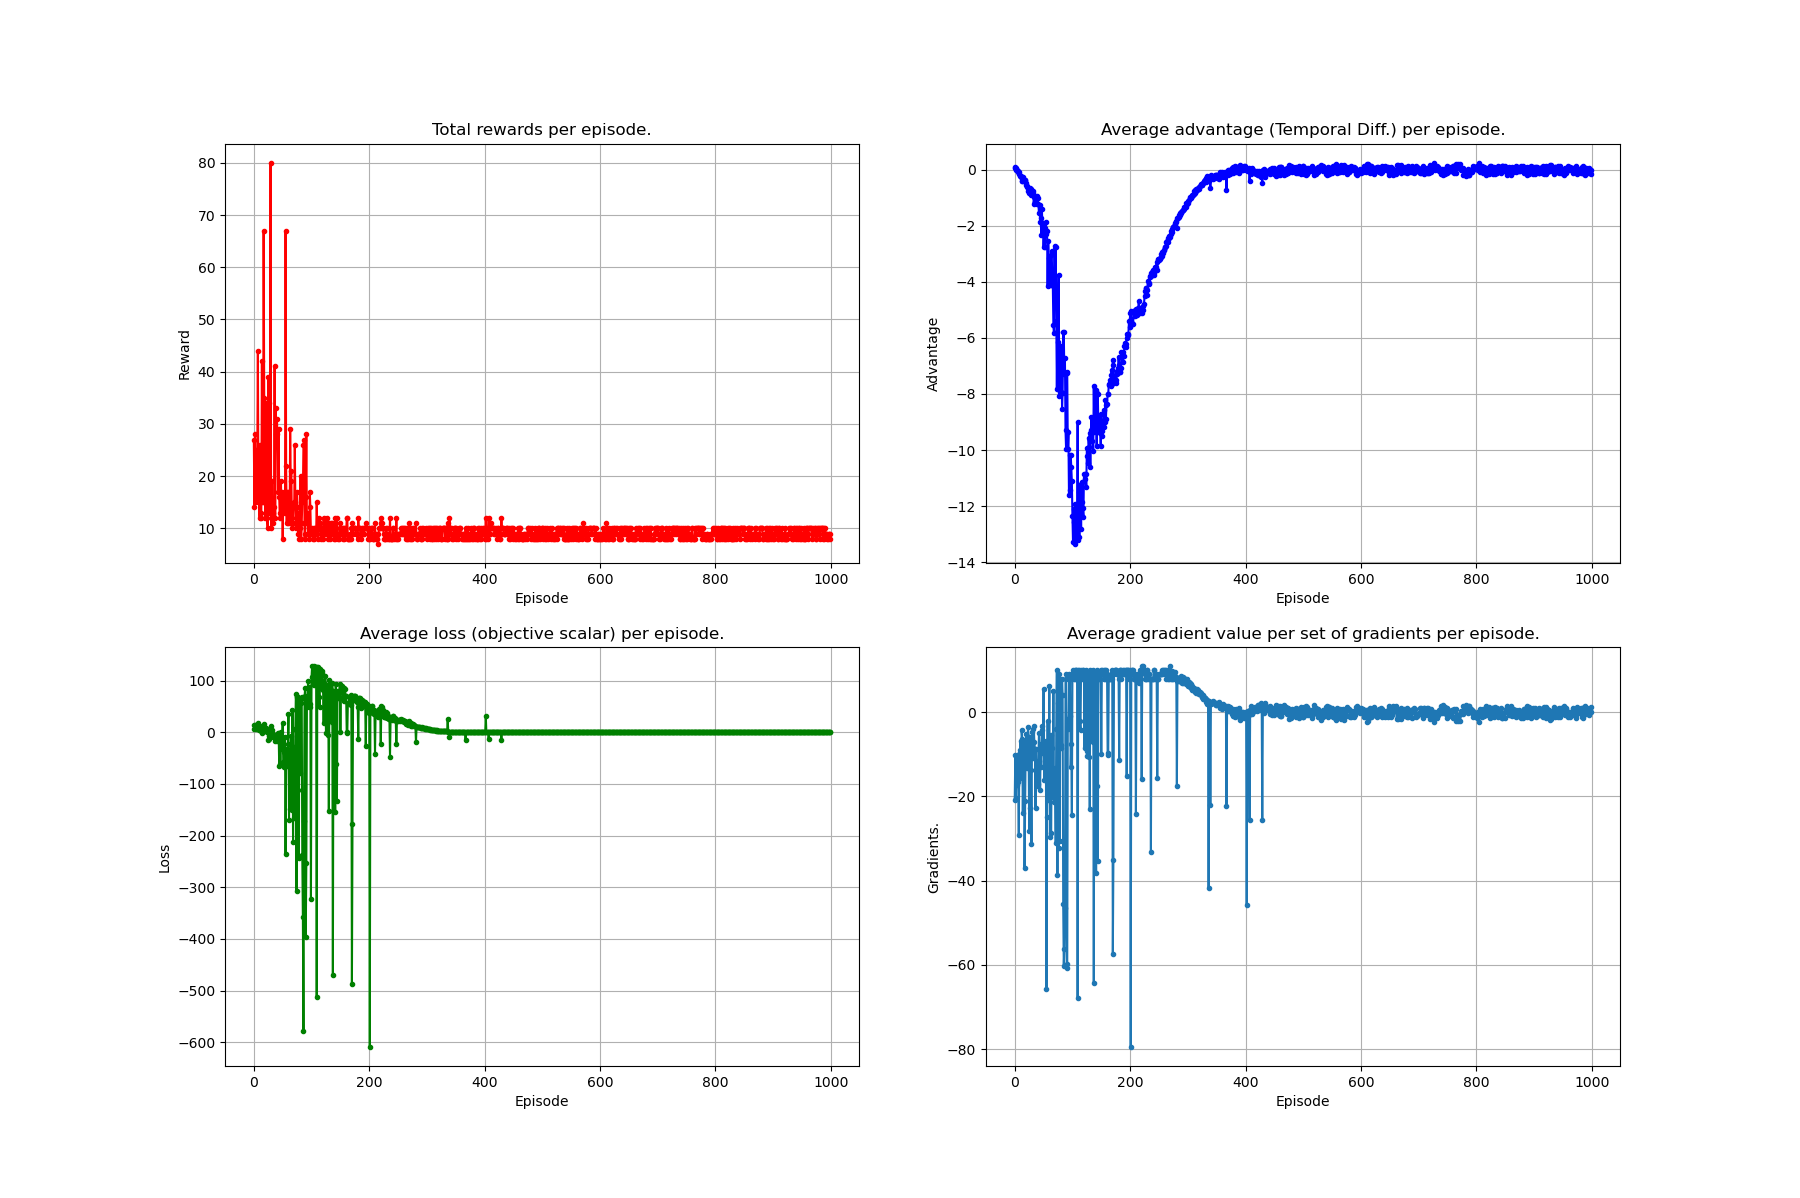 Total rewards per episode.
80
70
60
50
40
30
20
10
Reward
0 200 400 600 800 1000
Episode
Average advantage (Temporal Diff.) per episode.
0
−2
−4
−6
−8
−10
−12
−14
Advantage
0 200 400 600 800 1000
Episode
Average loss (objective scalar) per episode.
100
0
−100
−200
−300
−400
−500
−600
Loss
0 200 400 600 800 1000
Episode
Average gradient value per set of gradients per episode.
0
−20
−40
−60
−80
Gradients.
0 200 400 600 800 1000
Episode